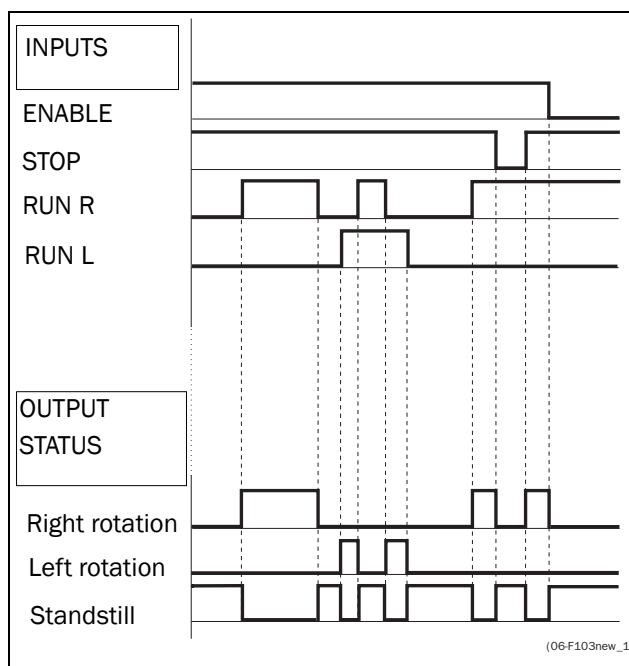 INPUTS
ENABLE
STOP
RUN R
RUN L
OUTPUT
STATUS
Right rotation
Left rotation
Standstill
(06-F103new_1